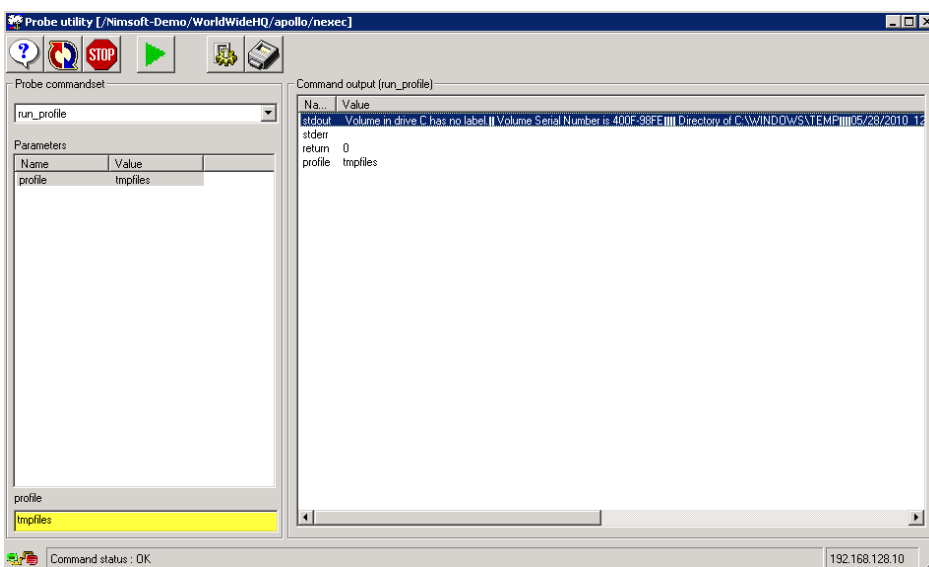 Probe utility [/Nimsoft-Demo/WorldWideHQ/apollo/nexec]
STOP
Probe commandset
run_profile
Parameters
Name Value
profile tmpfiles
profile
tmpfiles
Command output (run_profile)
Na... Value
stdout Volume in drive C has no label.|| Volume Serial Number is 400F-98FE|||| Directory of C:\WINDOWS\TEMP||||05/28/2010 12
stderr
return 0
profile tmpfiles
Command status : OK
192.168.128.10